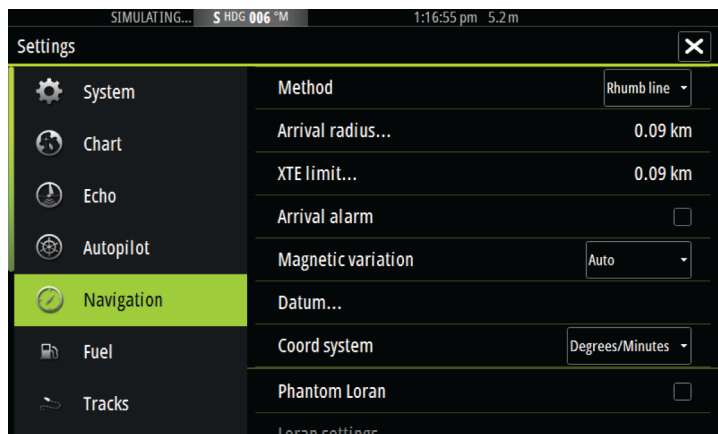 SIMULATING... S HDG 006 °M 1:16:55 pm 5.2 m
Settings
System
Chart
Echo
Autopilot
Navigation
Fuel
Tracks
Method Rhumb line
Arrival radius... 0.09 km
XTE limit... 0.09 km
Arrival alarm
Magnetic variation Auto
Datum...
Coord system Degrees/Minutes
Phantom Loran
Loran settings